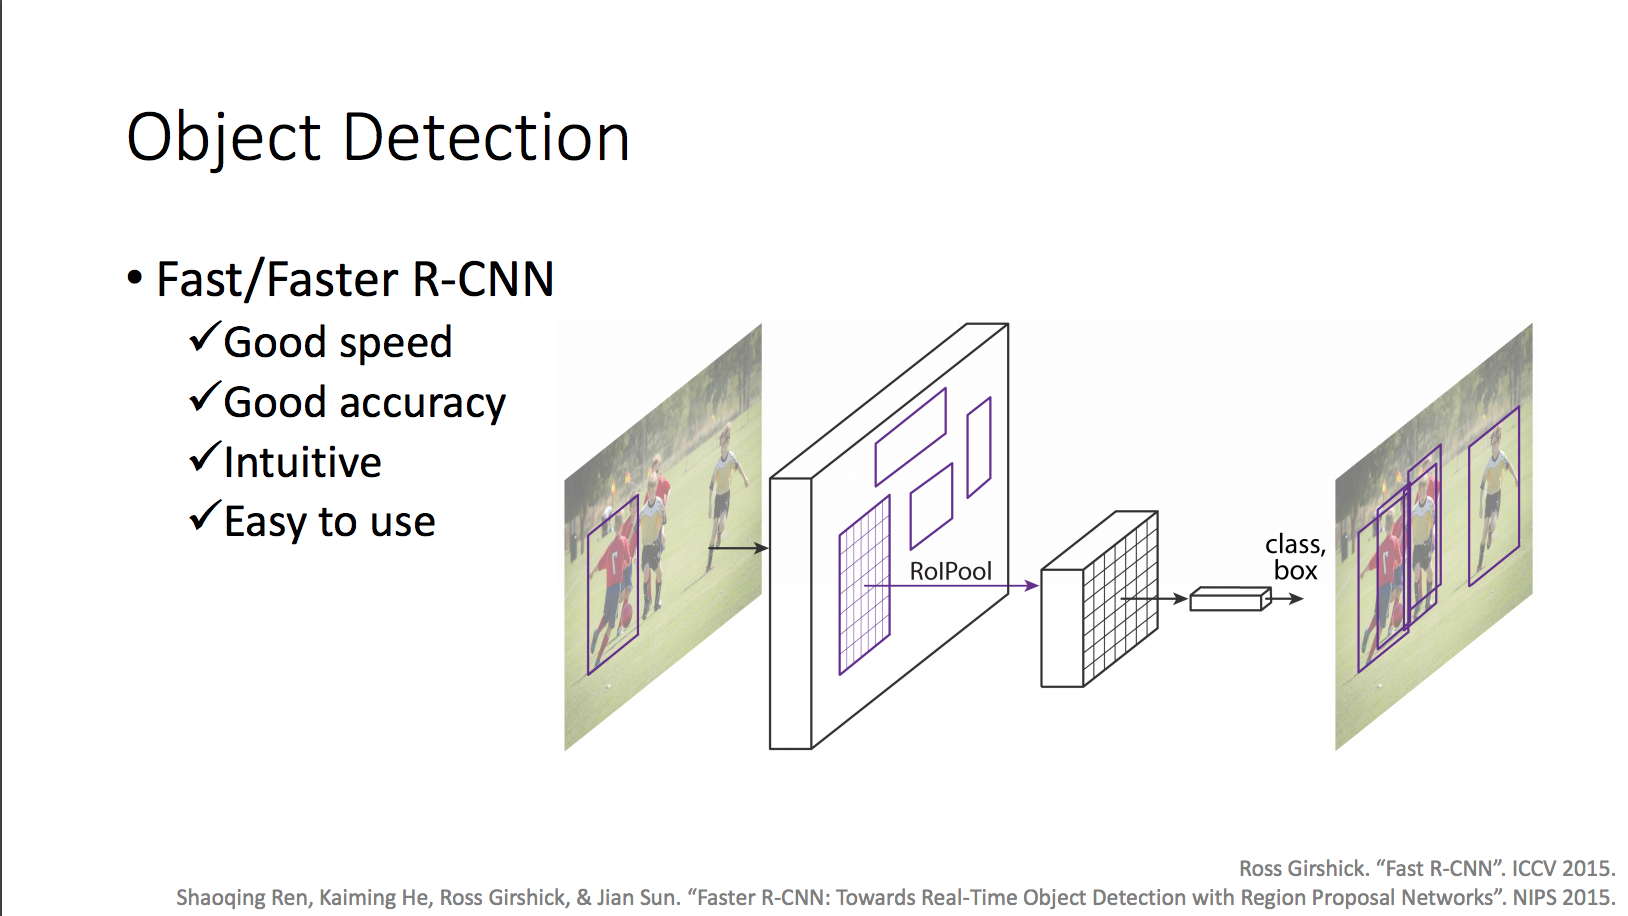 Object Detection
• Fast/Faster R-CNN
✓Good speed
✓Good accuracy
✓Intuitive
✓Easy to use
RoIPool
class,
box
Ross Girshick. “Fast R-CNN”. ICCV 2015.
Shaoqing Ren, Kaiming He, Ross Girshick, & Jian Sun. “Faster R-CNN: Towards Real-Time Object Detection with Region Proposal Networks”. NIPS 2015.